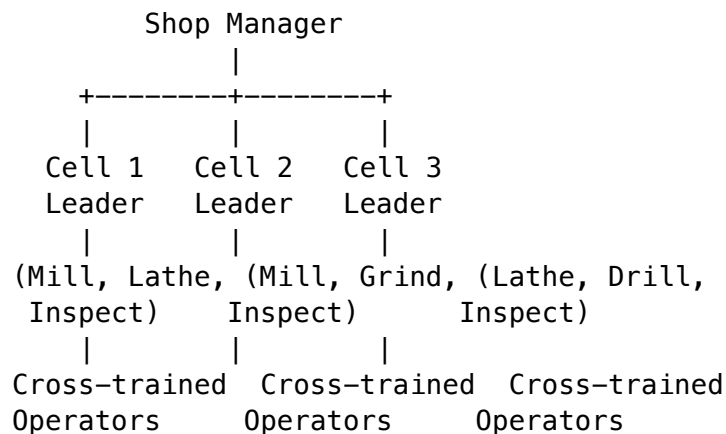 Shop Manager
|
+--------+--------+
| | |
Cell 1 Cell 2 Cell 3
Leader Leader Leader
| | |
(Mill, Lathe, (Mill, Grind, (Lathe, Drill,
Inspect) Inspect) Inspect)
| | |
Cross-trained Cross-trained Cross-trained
Operators Operators Operators